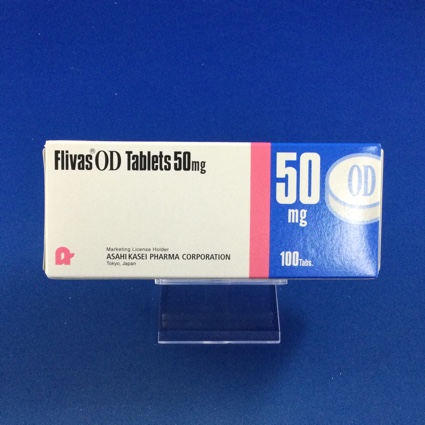 Flivas® OD Tablets 50mg
50
mg
OD
100Tabs.
Marketing License Holder
ASAHI KASEI PHARMA CORPORATION
Tokyo, Japan